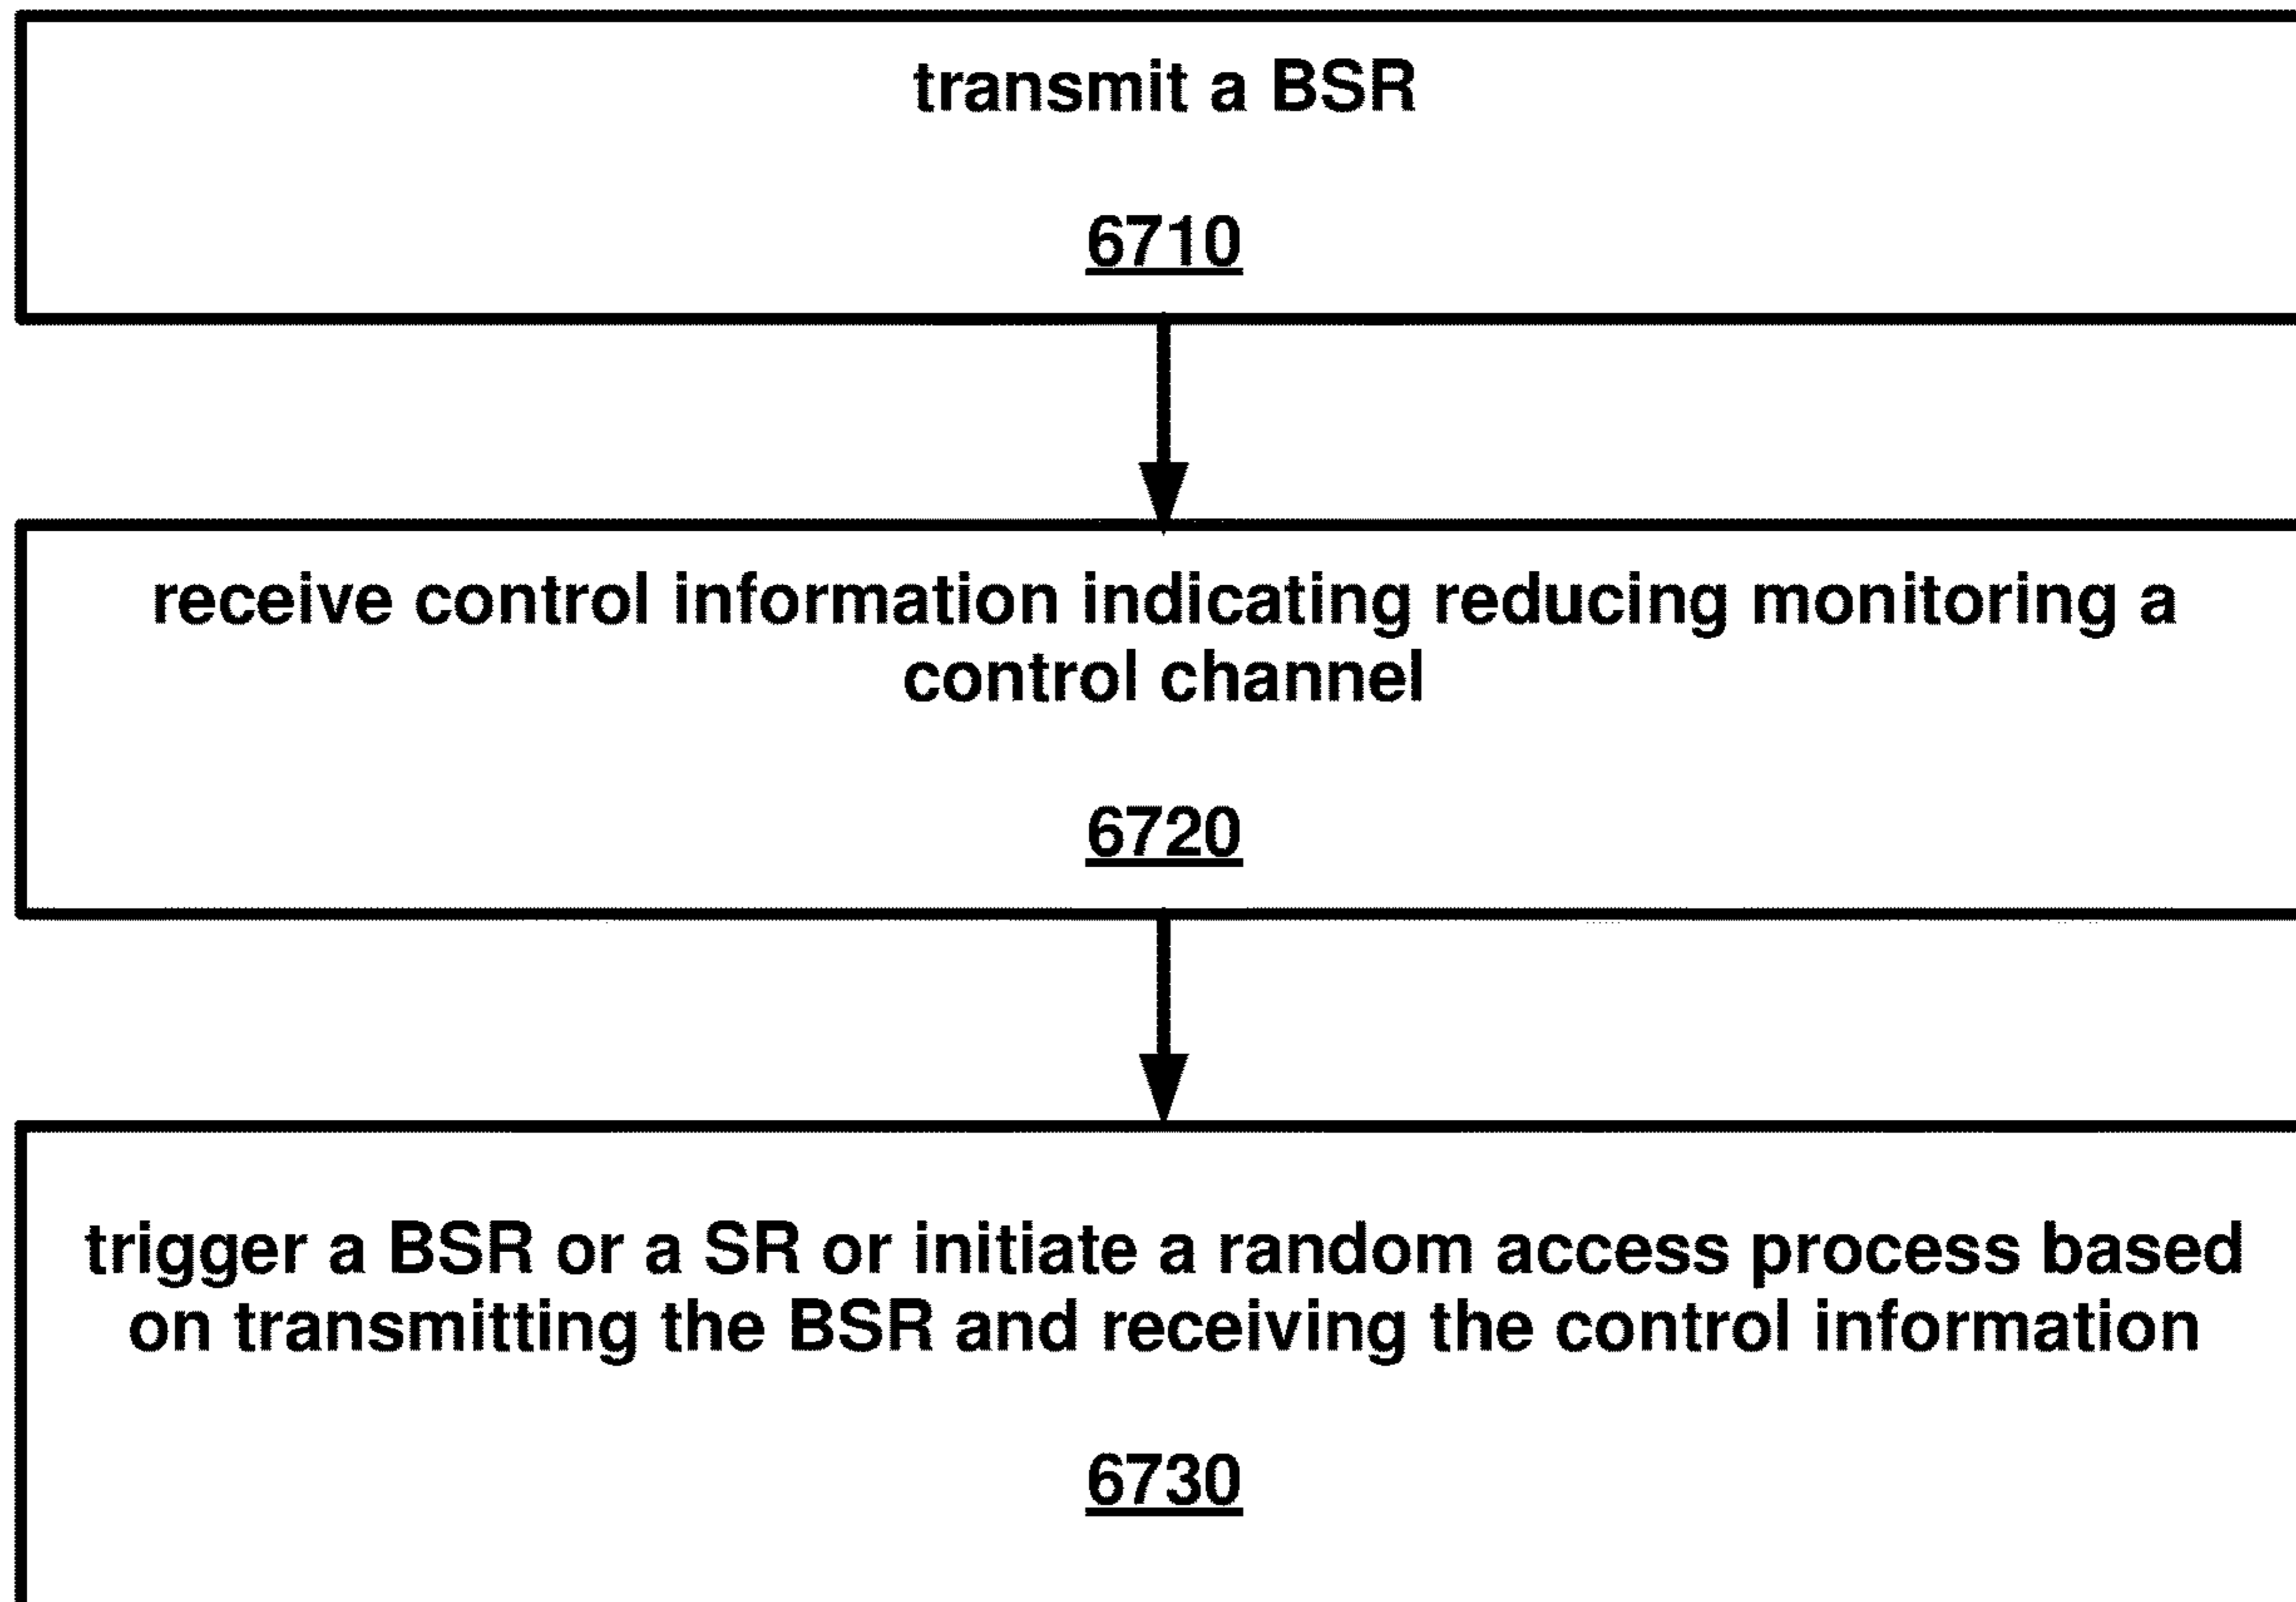 transmit a BSR
6710
receive control information indicating reducing monitoring a
control channel
6720
trigger a BSR or a SR or initiate a random access process based
on transmitting the BSR and receiving the control information
6730